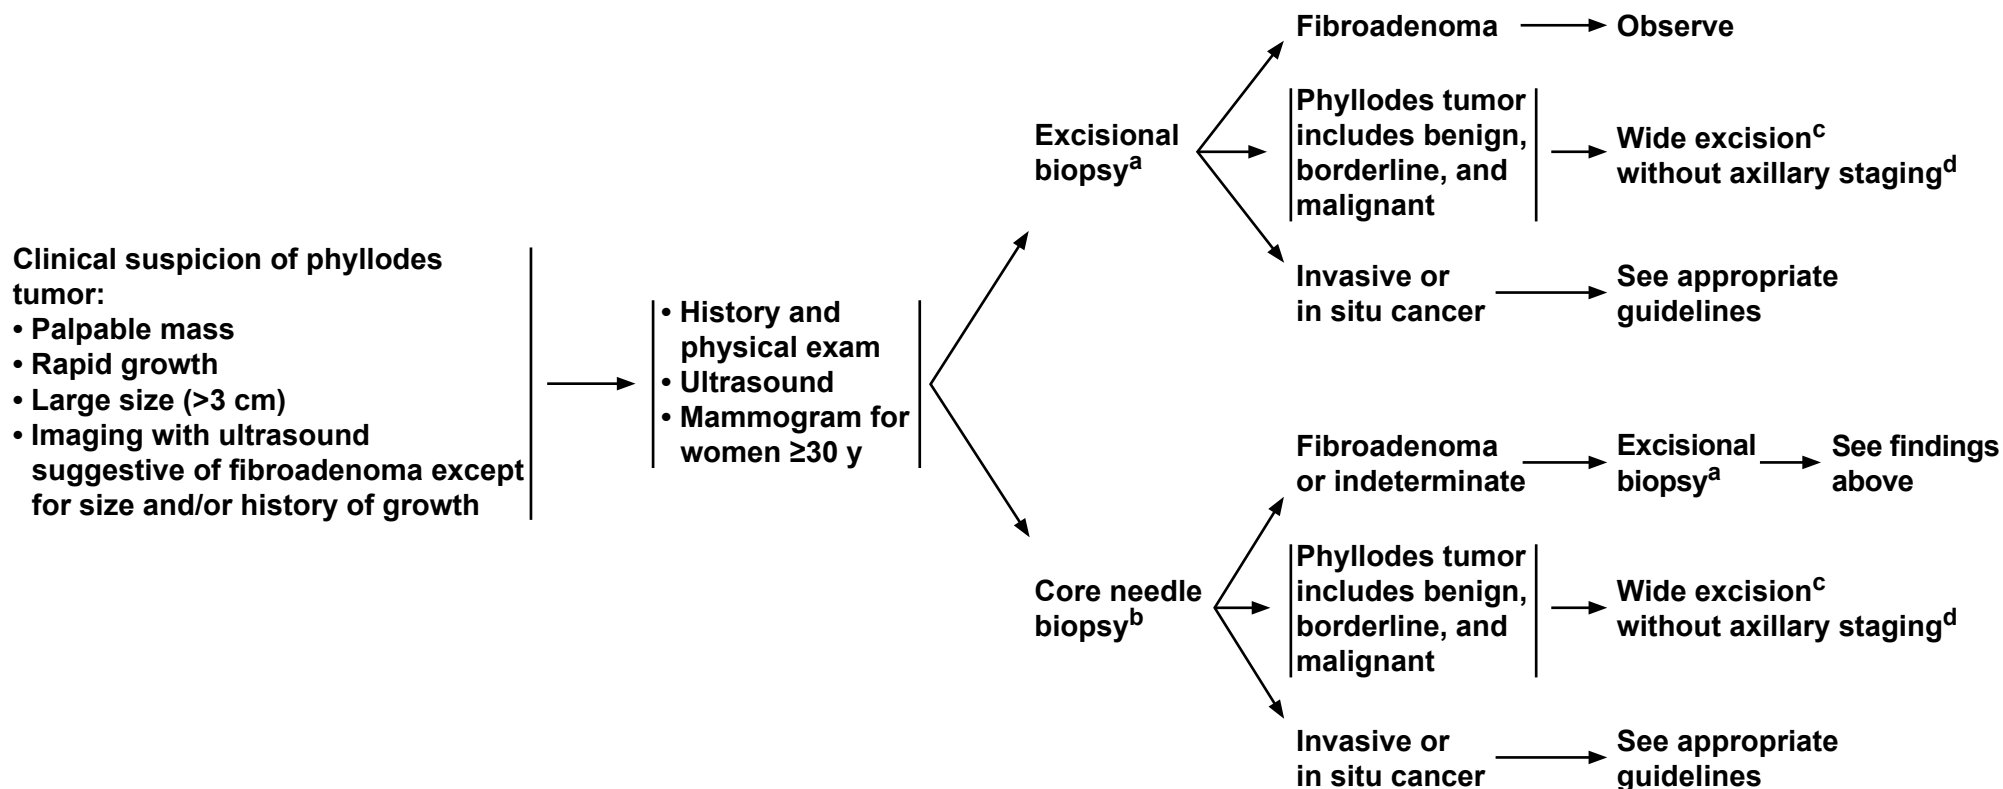 Clinical suspicion of phyllodes
tumor:
• Palpable mass
• Rapid growth
• Large size (>3 cm)
• Imaging with ultrasound
suggestive of fibroadenoma except
for size and/or history of growth
• History and
physical exam
• Ultrasound
• Mammogram for
women ≥30 y
Excisional
biopsyᵃ
Fibroadenoma
Observe
Phyllodes tumor
includes benign,
borderline, and
malignant
Wide excisionᶜ
without axillary stagingᵈ
Invasive or
in situ cancer
See appropriate
guidelines
Core needle
biopsyᵇ
Fibroadenoma
or indeterminate
Excisional
biopsyᵃ
See findings
above
Phyllodes tumor
includes benign,
borderline, and
malignant
Wide excisionᶜ
without axillary stagingᵈ
Invasive or
in situ cancer
See appropriate
guidelines